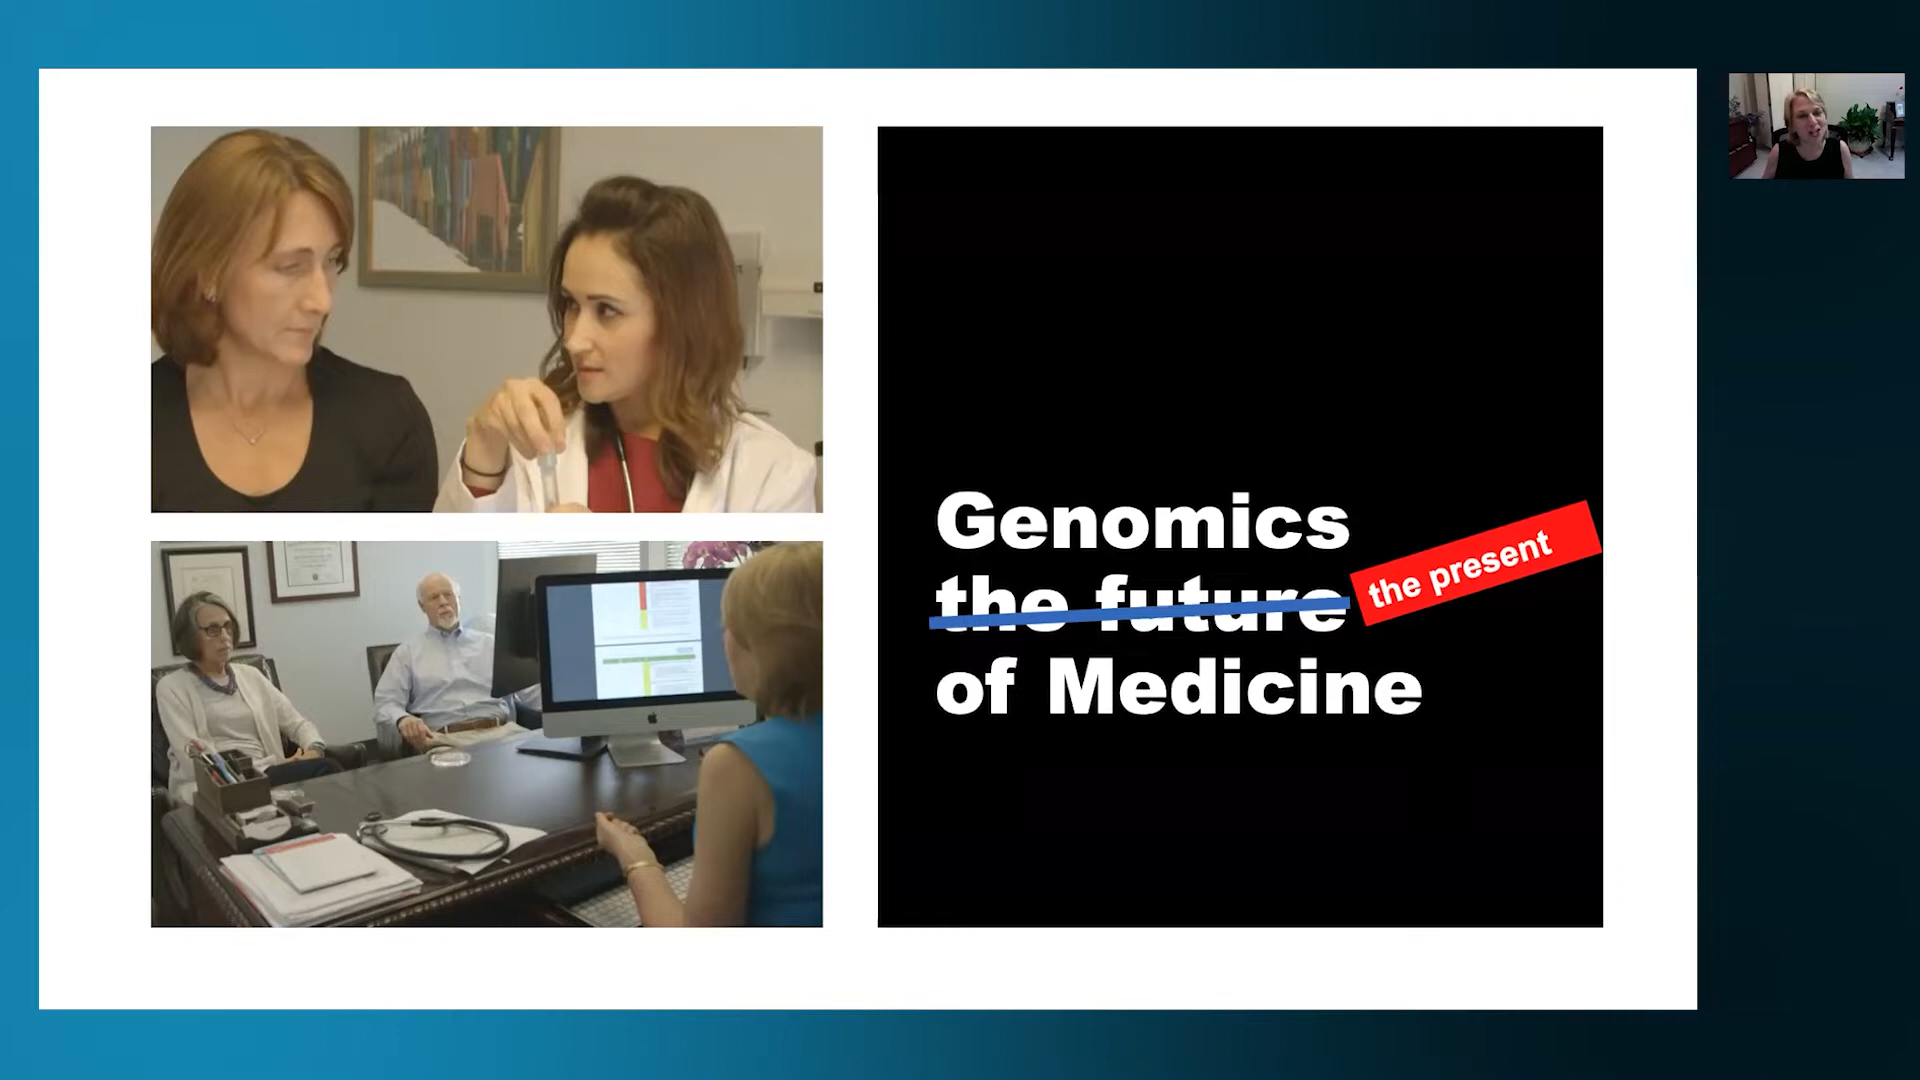 Genomics
the future
the present
of Medicine